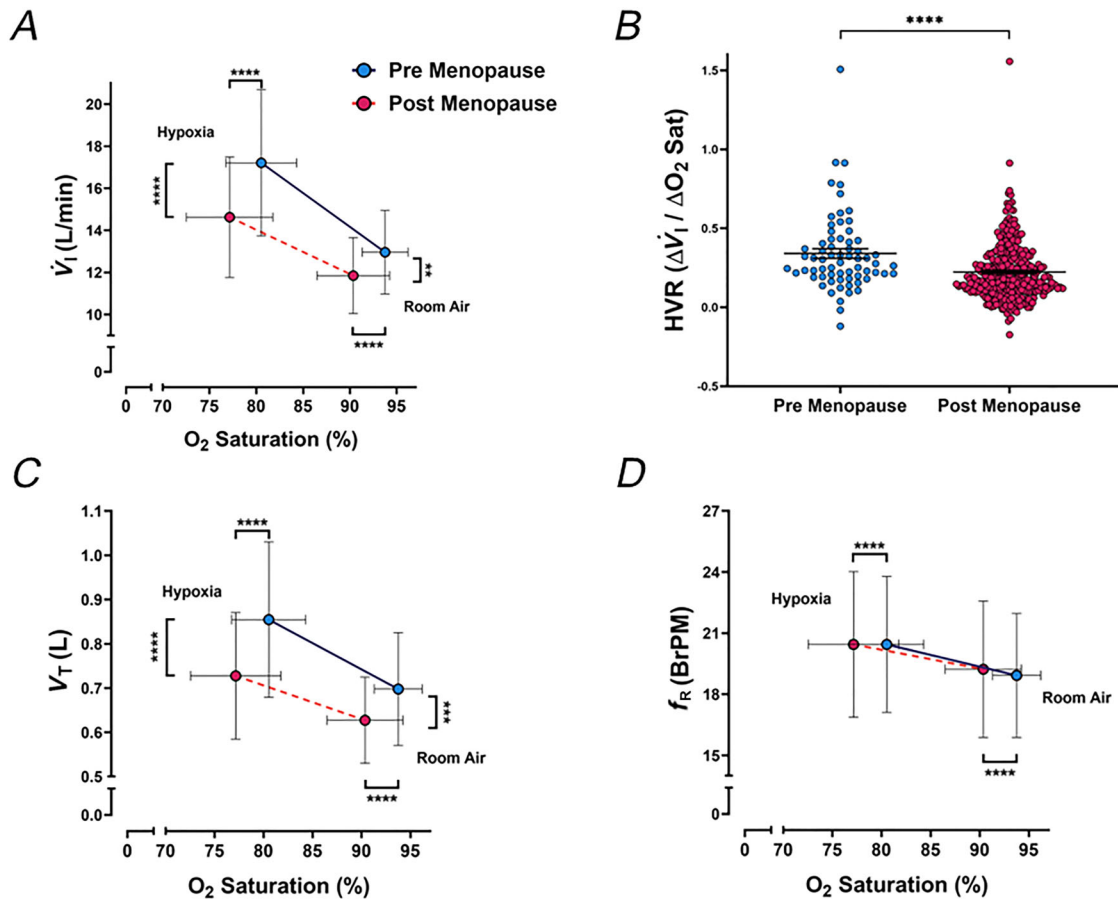 A
****
Pre Menopause
Post Menopause
Hypoxia
****
**
Room Air
****
V̇I (L/min)
20
18
16
14
12
10
0
0 70 75 80 85 90 95
O2 Saturation (%)
B
****
HVR (ΔV̇I / ΔO2 Sat)
1.5
1.0
0.5
0.0
-0.5
Pre Menopause Post Menopause
C
****
Hypoxia
****
***
Room Air
****
VT (L)
1.1
1.0
0.9
0.8
0.7
0.6
0.5
0.0
0 70 75 80 85 90 95
O2 Saturation (%)
D
****
Hypoxia
Room Air
****
fR (BrPM)
27
24
21
18
15
0
0 70 75 80 85 90 95
O2 Saturation (%)